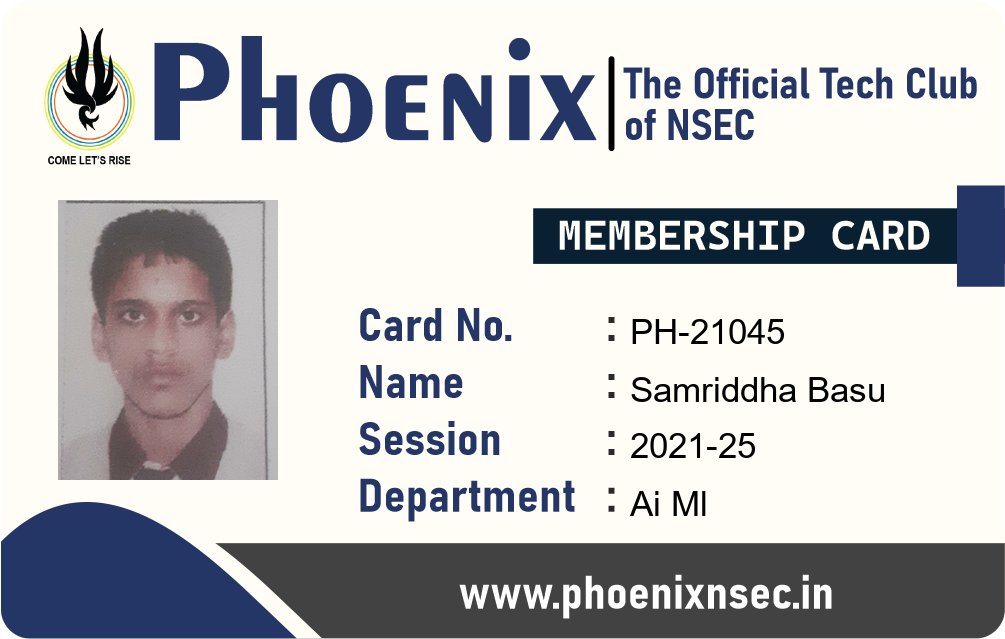 COME LET'S RISE
PHOENIX
The Official Tech Club
of NSEC
MEMBERSHIP CARD
Card No. : PH-21045
Name : Samriddha Basu
Session : 2021-25
Department : Ai Ml
www.phoenixnsec.in